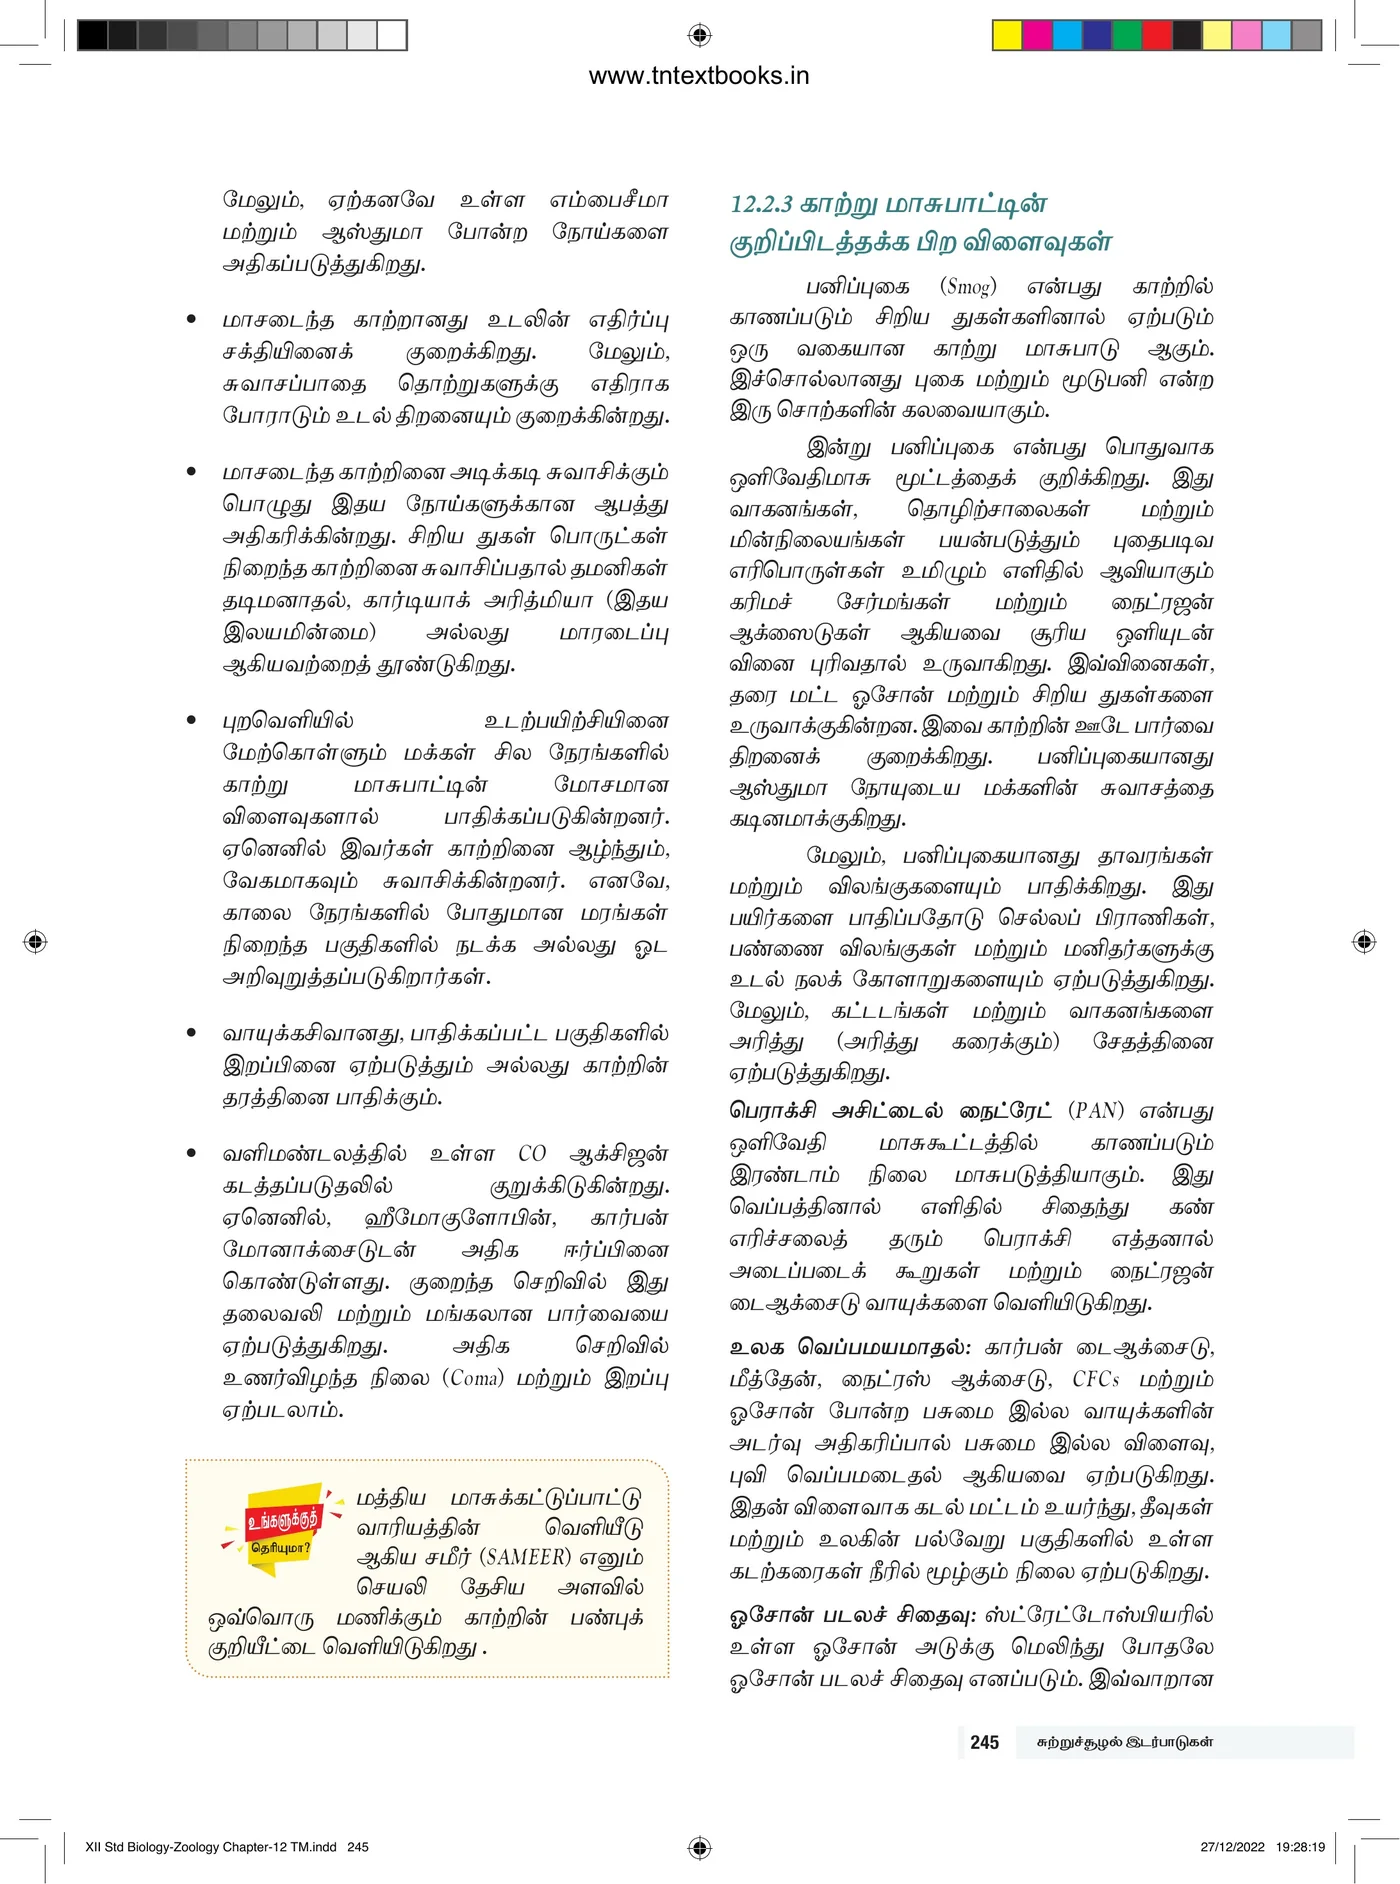 www.tntextbooks.in
மேலும், ஏற்கனவே உள்ள எம்பைசீமா
மற்றும் ஆஸ்துமா போன்ற நோய்களை
அதிகப்படுத்துகிறது.
• மாசடைந்த காற்றானது உடலின் எதிர்ப்பு
சக்தியினைக் குறைக்கிறது. மேலும்,
சுவாசப்பாதை தொற்றுகளுக்கு எதிராக
போராடும் உடல் திறனையும் குறைக்கின்றது.
• மாசடைந்த காற்றினை அடிக்கடி சுவாசிக்கும்
பொழுது இதய நோய்களுக்கான ஆபத்து
அதிகரிக்கின்றது. சிறிய துகள் பொருட்கள்
நிறைந்த காற்றினை சுவாசிப்பதால் தமனிகள்
தடிமனாதல், கார்டியாக் அரித்மியா (இதய
இலயமின்மை) அல்லது மாரடைப்பு
ஆகியவற்றைத் தூண்டுகிறது.
• புறவெளியில் உடற்பயிற்சியினை
மேற்கொள்ளும் மக்கள் சில நேரங்களில்
காற்று மாசுபாட்டின் மோசமான
விளைவுகளால் பாதிக்கப்படுகின்றனர்.
ஏனெனில் இவர்கள் காற்றினை ஆழ்ந்தும்,
வேகமாகவும் சுவாசிக்கின்றனர். எனவே,
காலை நேரங்களில் போதுமான மரங்கள்
நிறைந்த பகுதிகளில் நடக்க அல்லது ஓட
அறிவுறுத்தப்படுகிறார்கள்.
• வாயுக்கசிவானது, பாதிக்கப்பட்ட பகுதிகளில்
இறப்பினை ஏற்படுத்தும் அல்லது காற்றின்
தரத்தினை பாதிக்கும்.
• வளிமண்டலத்தில் உள்ள CO ஆக்சிஜன்
கடத்தப்படுதலில் குறுக்கிடுகின்றது.
ஏனெனில், ஹீமோகுளோபின், கார்பன்
மோனாக்சைடுடன் அதிக ஈர்ப்பினை
கொண்டுள்ளது. குறைந்த செறிவில் இது
தலைவலி மற்றும் மங்கலான பார்வையை
ஏற்படுத்துகிறது. அதிக செறிவில்
உணர்விழந்த நிலை (Coma) மற்றும் இறப்பு
ஏற்படலாம்.
உங்களுக்குத்
தெரியுமா?
மத்திய மாசுக்கட்டுப்பாட்டு
வாரியத்தின் வெளியீடு
ஆகிய சமீர் (SAMEER) எனும்
செயலி தேசிய அளவில்
ஒவ்வொரு மணிக்கும் காற்றின் பண்புக்
குறியீட்டை வெளியிடுகிறது .
12.2.3 காற்று மாசுபாட்டின்
குறிப்பிடத்தக்க பிற விளைவுகள்
பனிப்புகை (Smog) என்பது காற்றில்
காணப்படும் சிறிய துகள்களினால் ஏற்படும்
ஒரு வகையான காற்று மாசுபாடு ஆகும்.
இச்சொல்லானது புகை மற்றும் மூடுபனி என்ற
இரு சொற்களின் கலவையாகும்.
இன்று பனிப்புகை என்பது பொதுவாக
ஒளிவேதிமாசு மூட்டத்தைக் குறிக்கிறது. இது
வாகனங்கள், தொழிற்சாலைகள் மற்றும்
மின்நிலையங்கள் பயன்படுத்தும் புதைபடிவ
எரிபொருள்கள் உமிழும் எளிதில் ஆவியாகும்
கரிமச் சேர்மங்கள் மற்றும் நைட்ரஜன்
ஆக்ஸைடுகள் ஆகியவை சூரிய ஒளியுடன்
வினை புரிவதால் உருவாகிறது. இவ்வினைகள்,
தரை மட்ட ஓசோன் மற்றும் சிறிய துகள்களை
உருவாக்குகின்றன. இவை காற்றின் ஊடே பார்வை
திறனைக் குறைக்கிறது. பனிப்புகையானது
ஆஸ்துமா நோயுடைய மக்களின் சுவாசத்தை
கடினமாக்குகிறது.
மேலும், பனிப்புகையானது தாவரங்கள்
மற்றும் விலங்குகளையும் பாதிக்கிறது. இது
பயிர்களை பாதிப்பதோடு செல்லப் பிராணிகள்,
பண்ணை விலங்குகள் மற்றும் மனிதர்களுக்கு
உடல் நலக் கோளாறுகளையும் ஏற்படுத்துகிறது.
மேலும், கட்டடங்கள் மற்றும் வாகனங்களை
அரித்து (அரித்து கரைக்கும்) சேதத்தினை
ஏற்படுத்துகிறது.
பெராக்சி அசிட்டைல் நைட்ரேட் (PAN) என்பது
ஒளிவேதி மாசுகூட்டத்தில் காணப்படும்
இரண்டாம் நிலை மாசுபடுத்தியாகும். இது
வெப்பத்தினால் எளிதில் சிதைந்து கண்
எரிச்சலைத் தரும் பெராக்சி எத்தனால்
அடைப்படைக் கூறுகள் மற்றும் நைட்ரஜன்
டைஆக்சைடு வாயுக்களை வெளியிடுகிறது.
உலக வெப்பமயமாதல்: கார்பன் டைஆக்சைடு,
மீத்தேன், நைட்ரஸ் ஆக்சைடு, CFCs மற்றும்
ஓசோன் போன்ற பசுமை இல்ல வாயுக்களின்
அடர்வு அதிகரிப்பால் பசுமை இல்ல விளைவு,
புவி வெப்பமடைதல் ஆகியவை ஏற்படுகிறது.
இதன் விளைவாக கடல் மட்டம் உயர்ந்து, தீவுகள்
மற்றும் உலகின் பல்வேறு பகுதிகளில் உள்ள
கடற்கரைகள் நீரில் மூழ்கும் நிலை ஏற்படுகிறது.
ஓசோன் படலச் சிதைவு: ஸ்ட்ரேட்டோஸ்பியரில்
உள்ள ஓசோன் அடுக்கு மெலிந்து போதலே
ஓசோன் படலச் சிதைவு எனப்படும். இவ்வாறான
245 சுற்றுச்சூழல் இடர்பாடுகள்
XII Std Biology-Zoology Chapter-12 TM.indd 245
27/12/2022 19:28:19